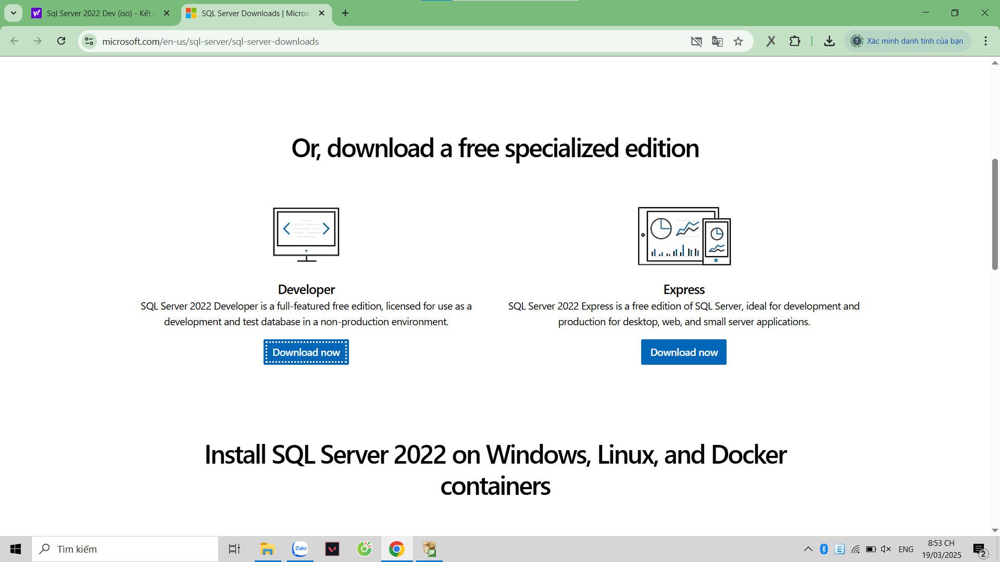 Sql Server 2022 Dev (iso) - Kết
SQL Server Downloads | Micros
microsoft.com/en-us/sql-server/sql-server-downloads
T
Xác minh danh tính của bạn
Or, download a free specialized edition
Developer
SQL Server 2022 Developer is a full-featured free edition, licensed for use as a
development and test database in a non-production environment.
Download now
Express
SQL Server 2022 Express is a free edition of SQL Server, ideal for development and
production for desktop, web, and small server applications.
Download now
Install SQL Server 2022 on Windows, Linux, and Docker
containers
Tìm kiếm
Zalo
E
ENG
8:53 CH
19/03/2025
2